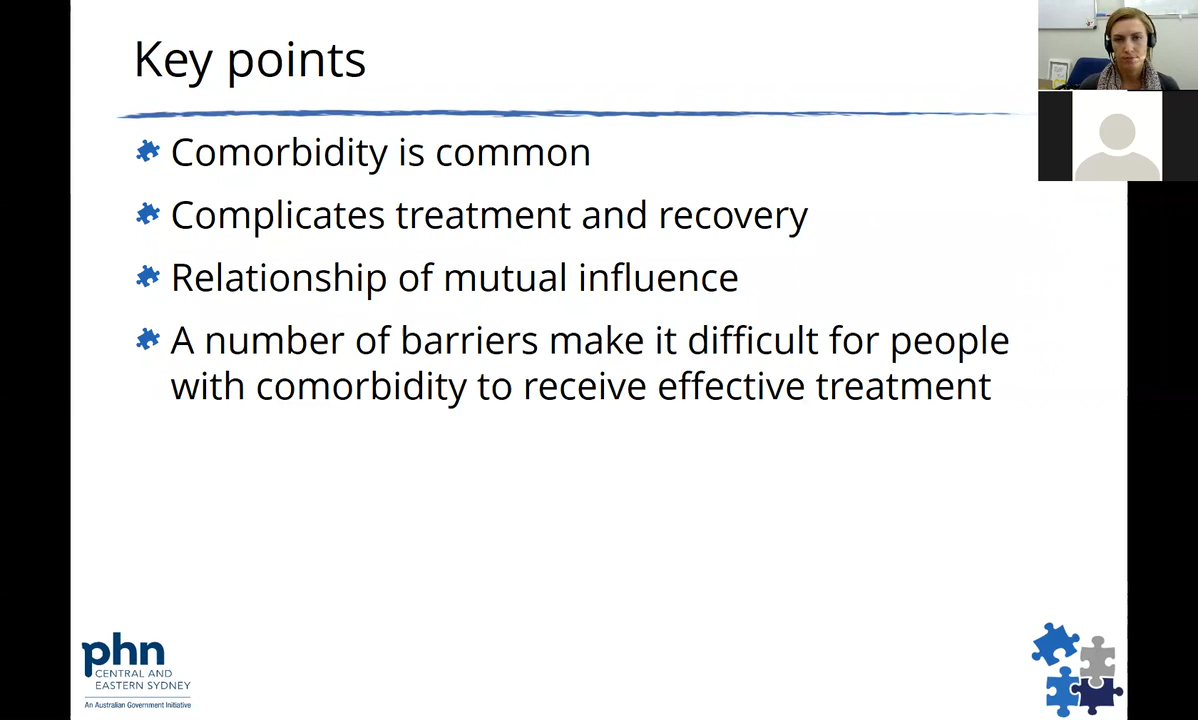 Key points
Comorbidity is common
Complicates treatment and recovery
Relationship of mutual influence
A number of barriers make it difficult for people
with comorbidity to receive effective treatment
phn
CENTRAL AND
EASTERN SYDNEY
An Australian Government Initiative